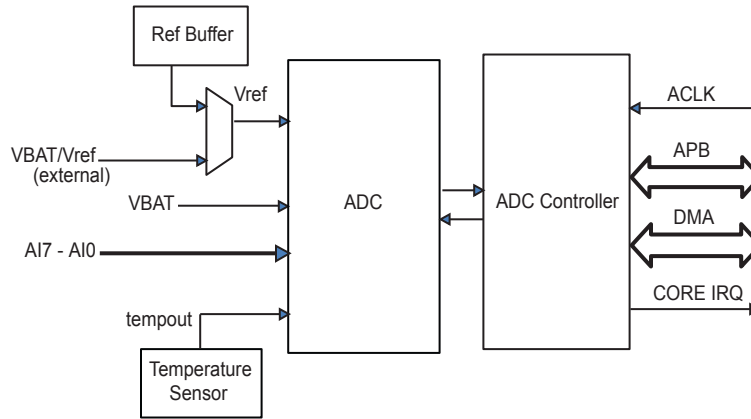 Ref Buffer
Vref
ACLK
VBAT/Vref
(external)
APB
VBAT
ADC
ADC Controller
DMA
AI7 - AI0
CORE IRQ
tempout
Temperature
Sensor